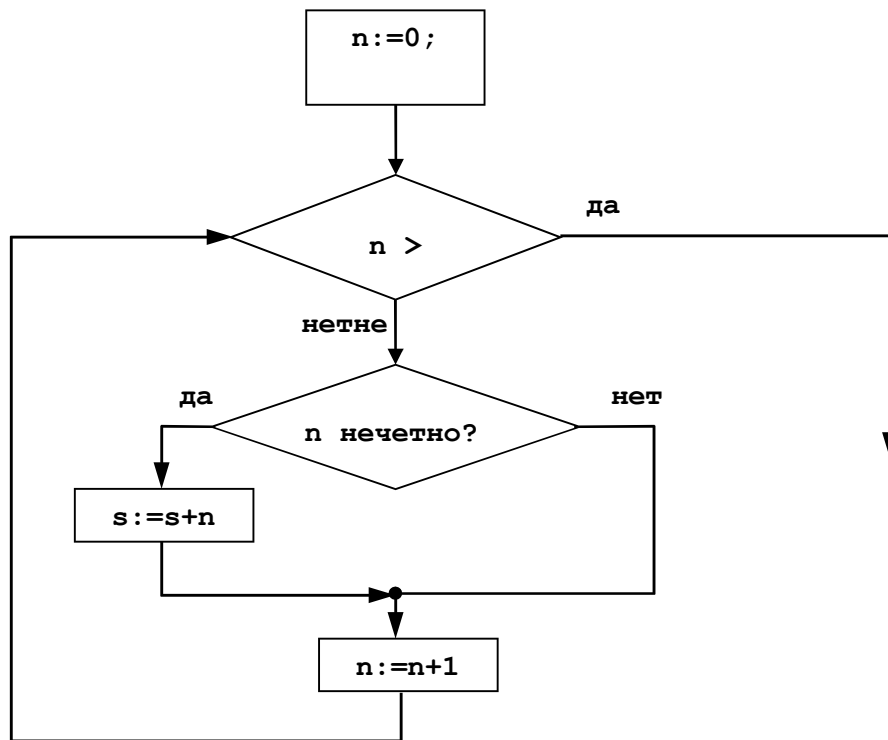 n:=0;
да
n >
нетне
да
нет
n нечетно?
s:=s+n
n:=n+1